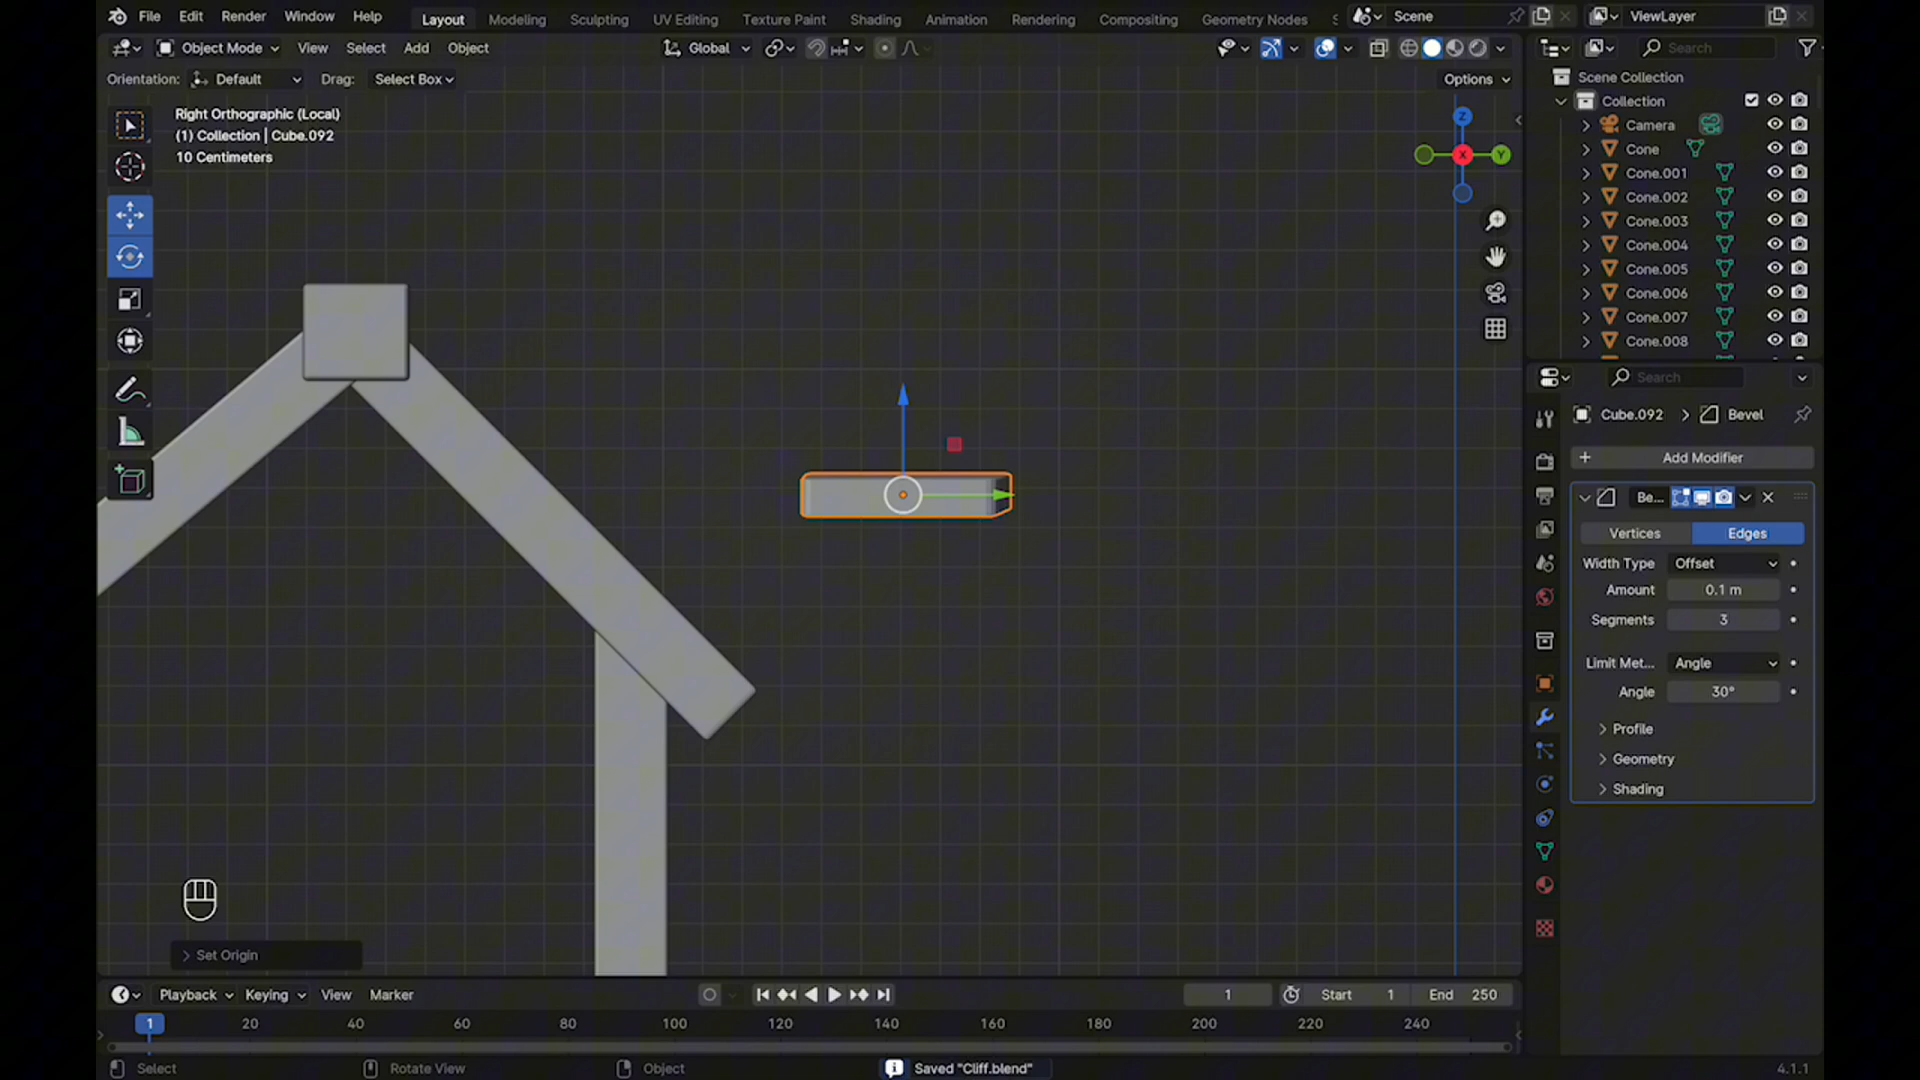 File Edit Render Window Help Layout Modeling Sculpting UV Editing Texture Paint Shading Animation Rendering Compositing Geometry Nodes S Scene ViewLayer
Object Mode View Select Add Object Global Search
Orientation: Default Drag: Select Box Options
Right Orthographic (Local)
(1) Collection | Cube.092
10 Centimeters
Z
X
Y
Scene Collection
Collection
Camera
Cone
Cone.001
Cone.002
Cone.003
Cone.004
Cone.005
Cone.006
Cone.007
Cone.008
Search
Cube.092 > Bevel
+ Add Modifier
Be...
Vertices Edges
Width Type Offset
Amount 0.1 m
Segments 3
Limit Met... Angle
Angle 30°
Profile
Geometry
Shading
Set Origin
Playback Keying View Marker 1 Start 1 End 250
1 20 40 60 80 100 120 140 160 180 200 220 240
Select Rotate View Object Saved "Cliff.blend" 4.1.1